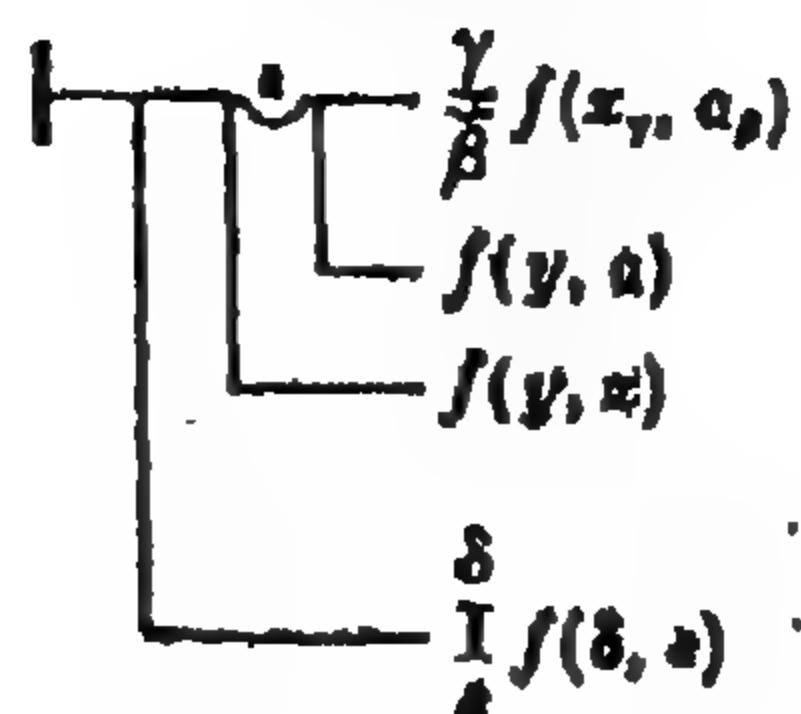 γ
~
β f(x_γ, a_β)
f(y, a)
f(y, x)
δ
I f(δ, ε)